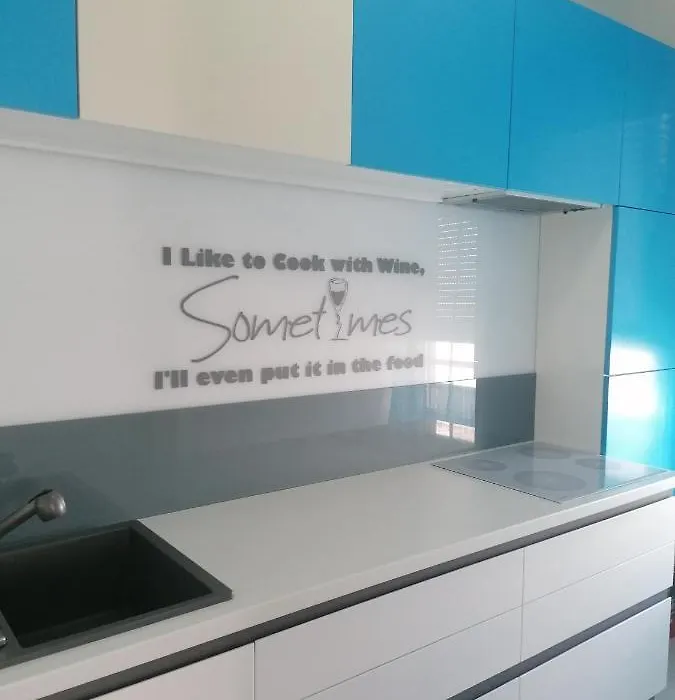 I Like to Cook with Wine,
Sometimes
I'll even put it in the food